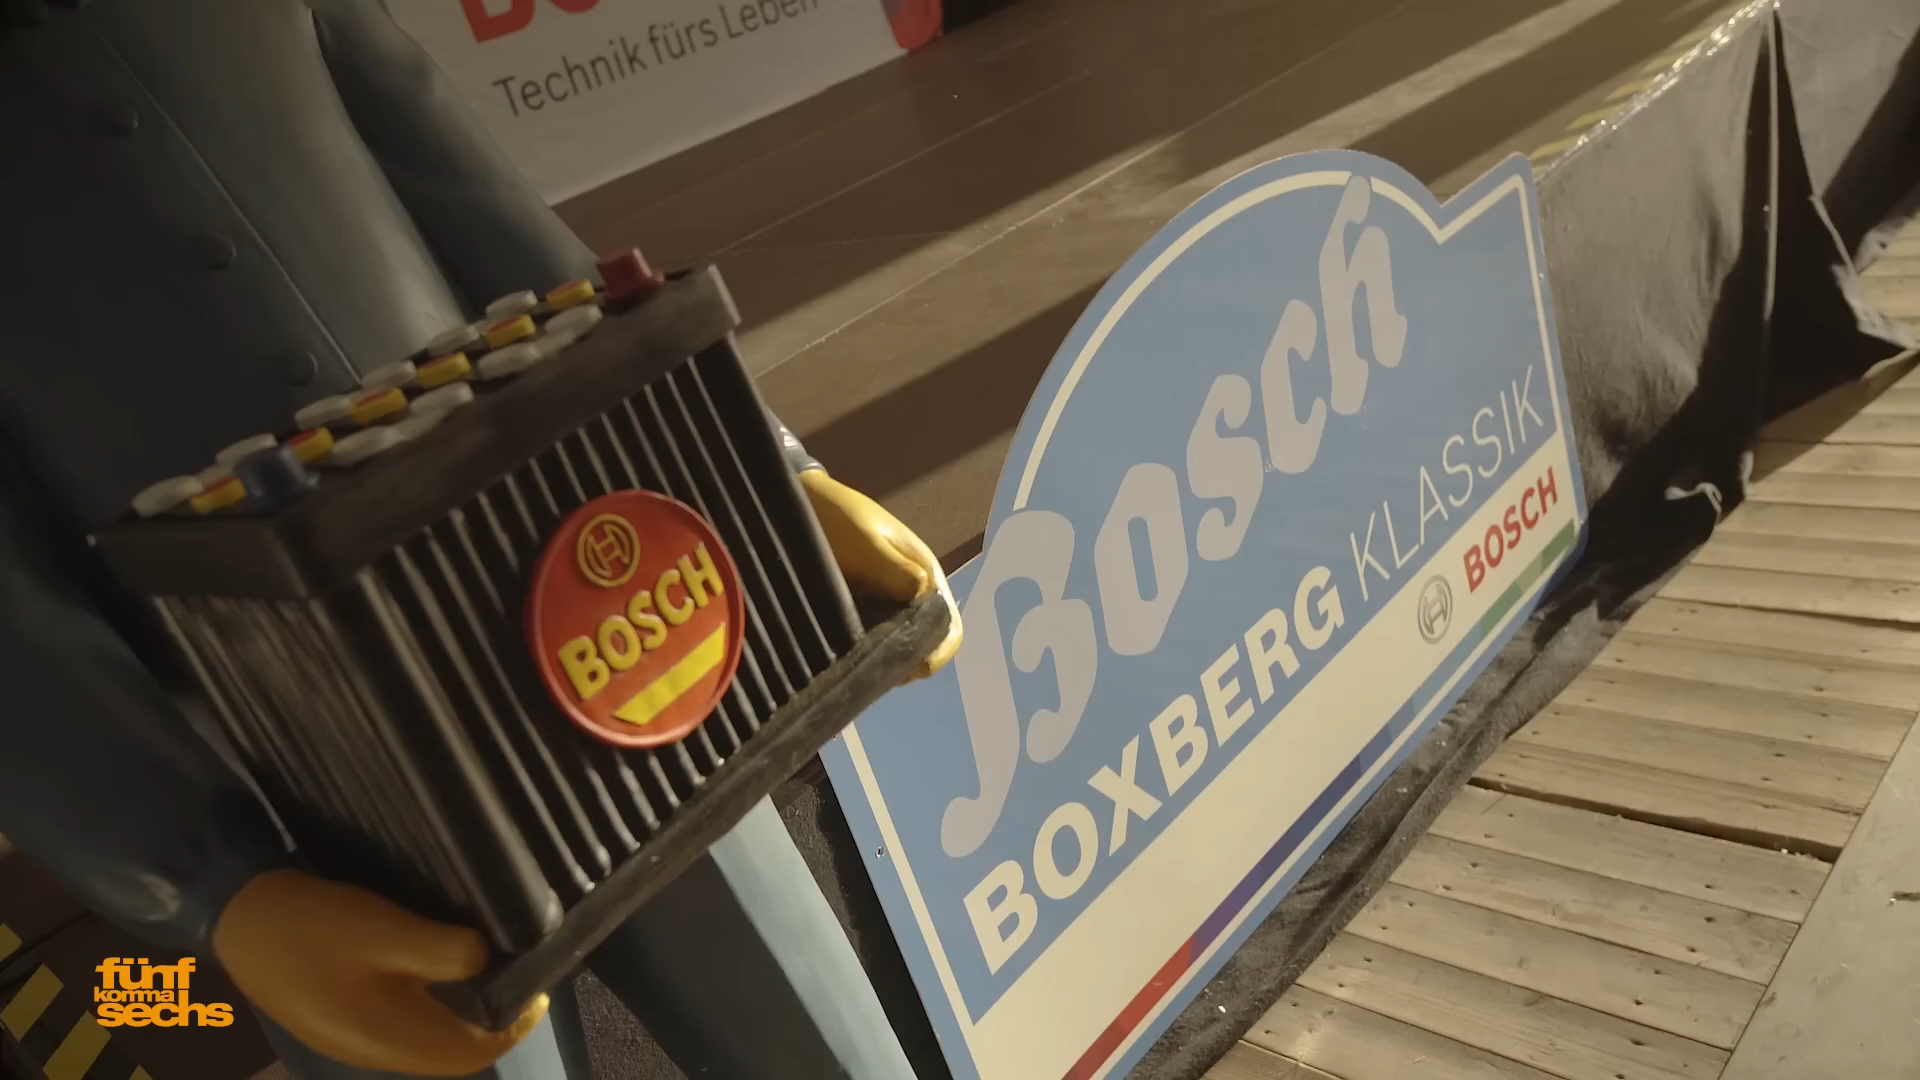 Technik fürs Leben
BOSCH
Bosch
BOXBERG KLASSIK
BOSCH
fünf
komma
sechs